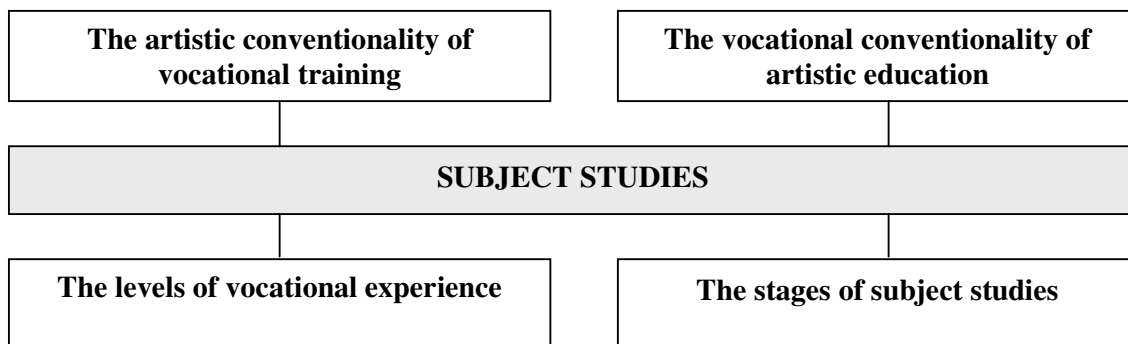 The artistic conventionality of
vocational training
The vocational conventionality of
artistic education
SUBJECT STUDIES
The levels of vocational experience
The stages of subject studies